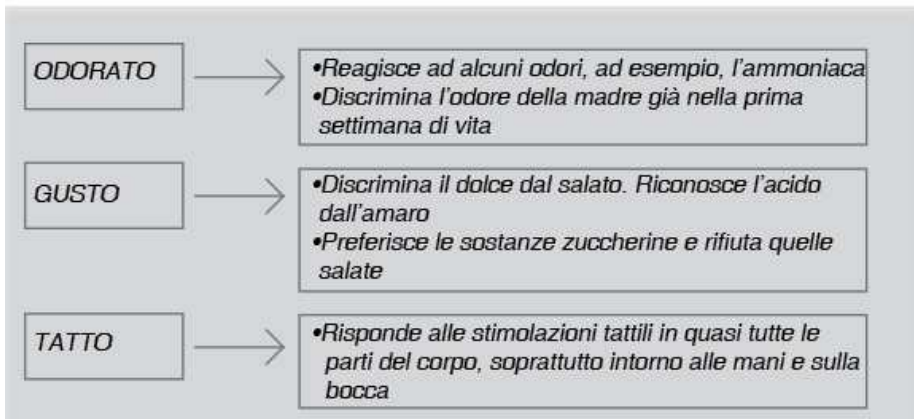 ODORATO
•Reagisce ad alcuni odori, ad esempio, l'ammoniaca
•Discrimina l'odore della madre già nella prima
settimana di vita
GUSTO
•Discrimina il dolce dal salato. Riconosce l'acido
dall'amaro
•Preferisce le sostanze zuccherine e rifiuta quelle
salate
TATTO
•Risponde alle stimolazioni tattili in quasi tutte le
parti del corpo, soprattutto intorno alle mani e sulla
bocca